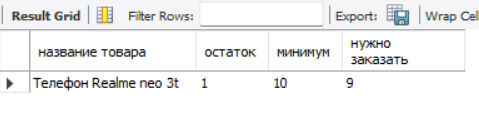 Result Grid Filter Rows: Export: Wrap Cel
название товара остаток минимум нужно заказать
Телефон Realme neo 3t 1 10 9